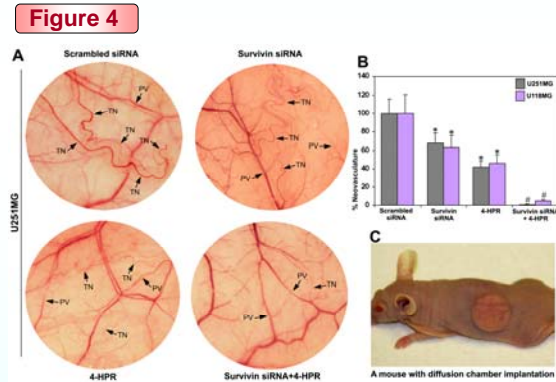 Figure 4
A
Scrambled siRNA
Survivin siRNA
PV
TN
TN
TN
TN
TN
TN
TN
TN
PV
PV
TN
U251MG
TN
TN
PV
PV
TN
PV
TN
PV
4-HPR
Survivin siRNA+4-HPR
B
U251MG
U118MG
% Neovasculature
140
120
100
80
60
40
20
0
*
*
*
*
#
#
Scrambled siRNA
Survivin siRNA
4-HPR
Survivin siRNA
+ 4-HPR
C
A mouse with diffusion chamber implantation